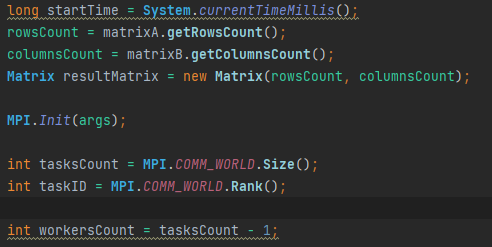 long startTime = System.currentTimeMillis();
rowsCount = matrixA.getRowsCount();
columnsCount = matrixB.getColumnsCount();
Matrix resultMatrix = new Matrix(rowsCount, columnsCount);
MPI.Init(args);
int tasksCount = MPI.COMM_WORLD.Size();
int taskID = MPI.COMM_WORLD.Rank();
int workersCount = tasksCount - 1;